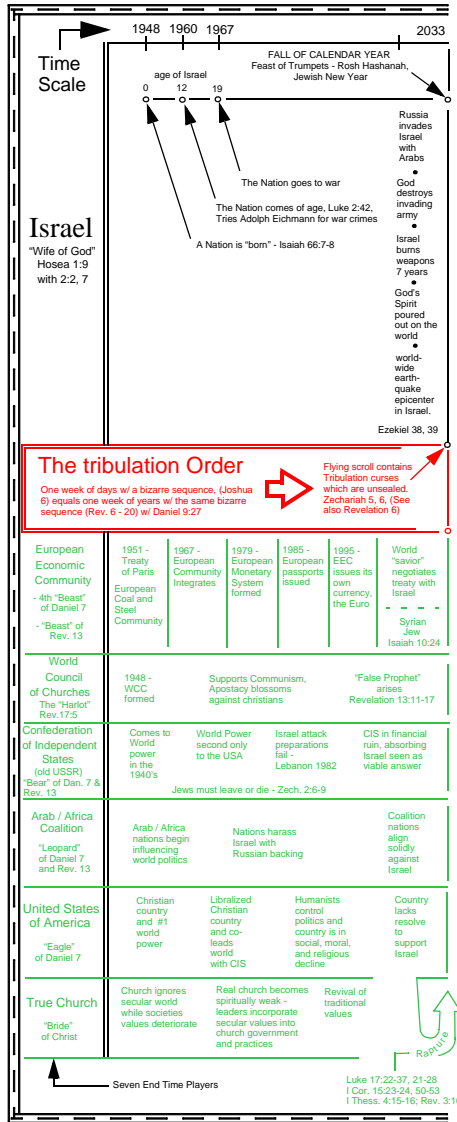 1948 1960 1967 2033
Time
Scale
FALL OF CALENDAR YEAR
Feast of Trumpets - Rosh Hashanah,
Jewish New Year
age of Israel
0 12 19
Russia
invades
Israel
with
Arabs
The Nation goes to war
God
destroys
invading
army
The Nation comes of age, Luke 2:42,
Tries Adolph Eichmann for war crimes
A Nation is "born" - Isaiah 66:7-8
Israel
"Wife of God"
Hosea 1:9
with 2:2, 7
Israel
burns
weapons
7 years
God's
Spirit
poured
out on the
world
world-
wide
earth-
quake
epicenter
in Israel.
Ezekiel 38, 39
The tribulation Order
One week of days w/ a bizarre sequence, (Joshua
6) equals one week of years w/ the same bizarre
sequence (Rev. 6 - 20) w/ Daniel 9:27
Flying scroll contains
Tribulation curses
which are unsealed.
Zechariah 5, 6, (See
also Revelation 6)
European
Economic
Community
- 4th "Beast"
of Daniel 7
- "Beast" of
Rev. 13
1951 -
Treaty
of Paris
European
Coal and
Steel
Community
1967 -
European
Community
Integrates
1979 -
European
Monetary
System
formed
1985 -
European
passports
issued
1995 -
EEC
issues its
own
currency,
the Euro
World
"savior"
negotiates
treaty with
Israel
Syrian
Jew
Isaiah 10:24
World
Council
of Churches
The "Harlot"
Rev.17:5
1948 -
WCC
formed
Supports Communism,
Apostacy blossoms
against christians
"False Prophet"
arises
Revelation 13:11-17
Confederation
of Independent
States
(old USSR)
"Bear" of Dan. 7 &
Rev. 13
Comes to
World
power
in the
1940's
World Power
second only
to the USA
Israel attack
preparations
fail -
Lebanon 1982
CIS in financial
ruin, absorbing
Israel seen as
viable answer
Jews must leave or die - Zech. 2:6-9
Arab / Africa
Coalition
"Leopard"
of Daniel 7
and Rev. 13
Arab / Africa
nations begin
influencing
world politics
Nations harass
Israel with
Russian backing
Coalition
nations
align
solidly
against
Israel
United States
of America
"Eagle"
of Daniel 7
Christian
country
and #1
world
power
Libralized
Christian
country
and co-
leads
world
with CIS
Humanists
control
politics and
country is in
social, moral,
and religious
decline
Country
lacks
resolve
to
support
Israel
True Church
"Bride"
of Christ
Church ignores
secular world
while societies
values deteriorate
Real church becomes
spiritually weak -
leaders incorporate
secular values into
church government
and practices
Revival of
traditional
values
Rapture
Seven End Time Players
Luke 17:22-37, 21-28
I Cor. 15:23-24, 50-53
I Thess. 4:15-16; Rev. 3:10